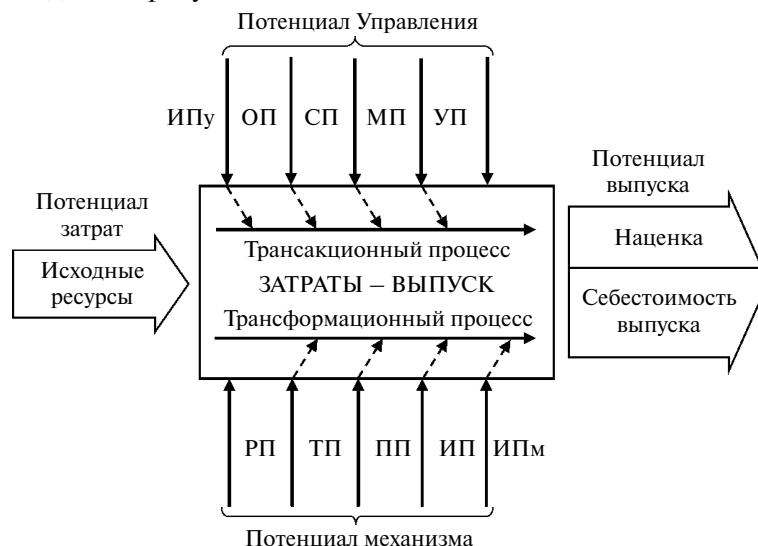 Потенциал Управления
ИПу ОП СП МП УП
Потенциал
затрат
Исходные
ресурсы
Трансакционный процесс
ЗАТРАТЫ – ВЫПУСК
Трансформационный процесс
Потенциал
выпуска
Наценка
Себестоимость
выпуска
РП ТП ПП ИП ИПм
Потенциал механизма